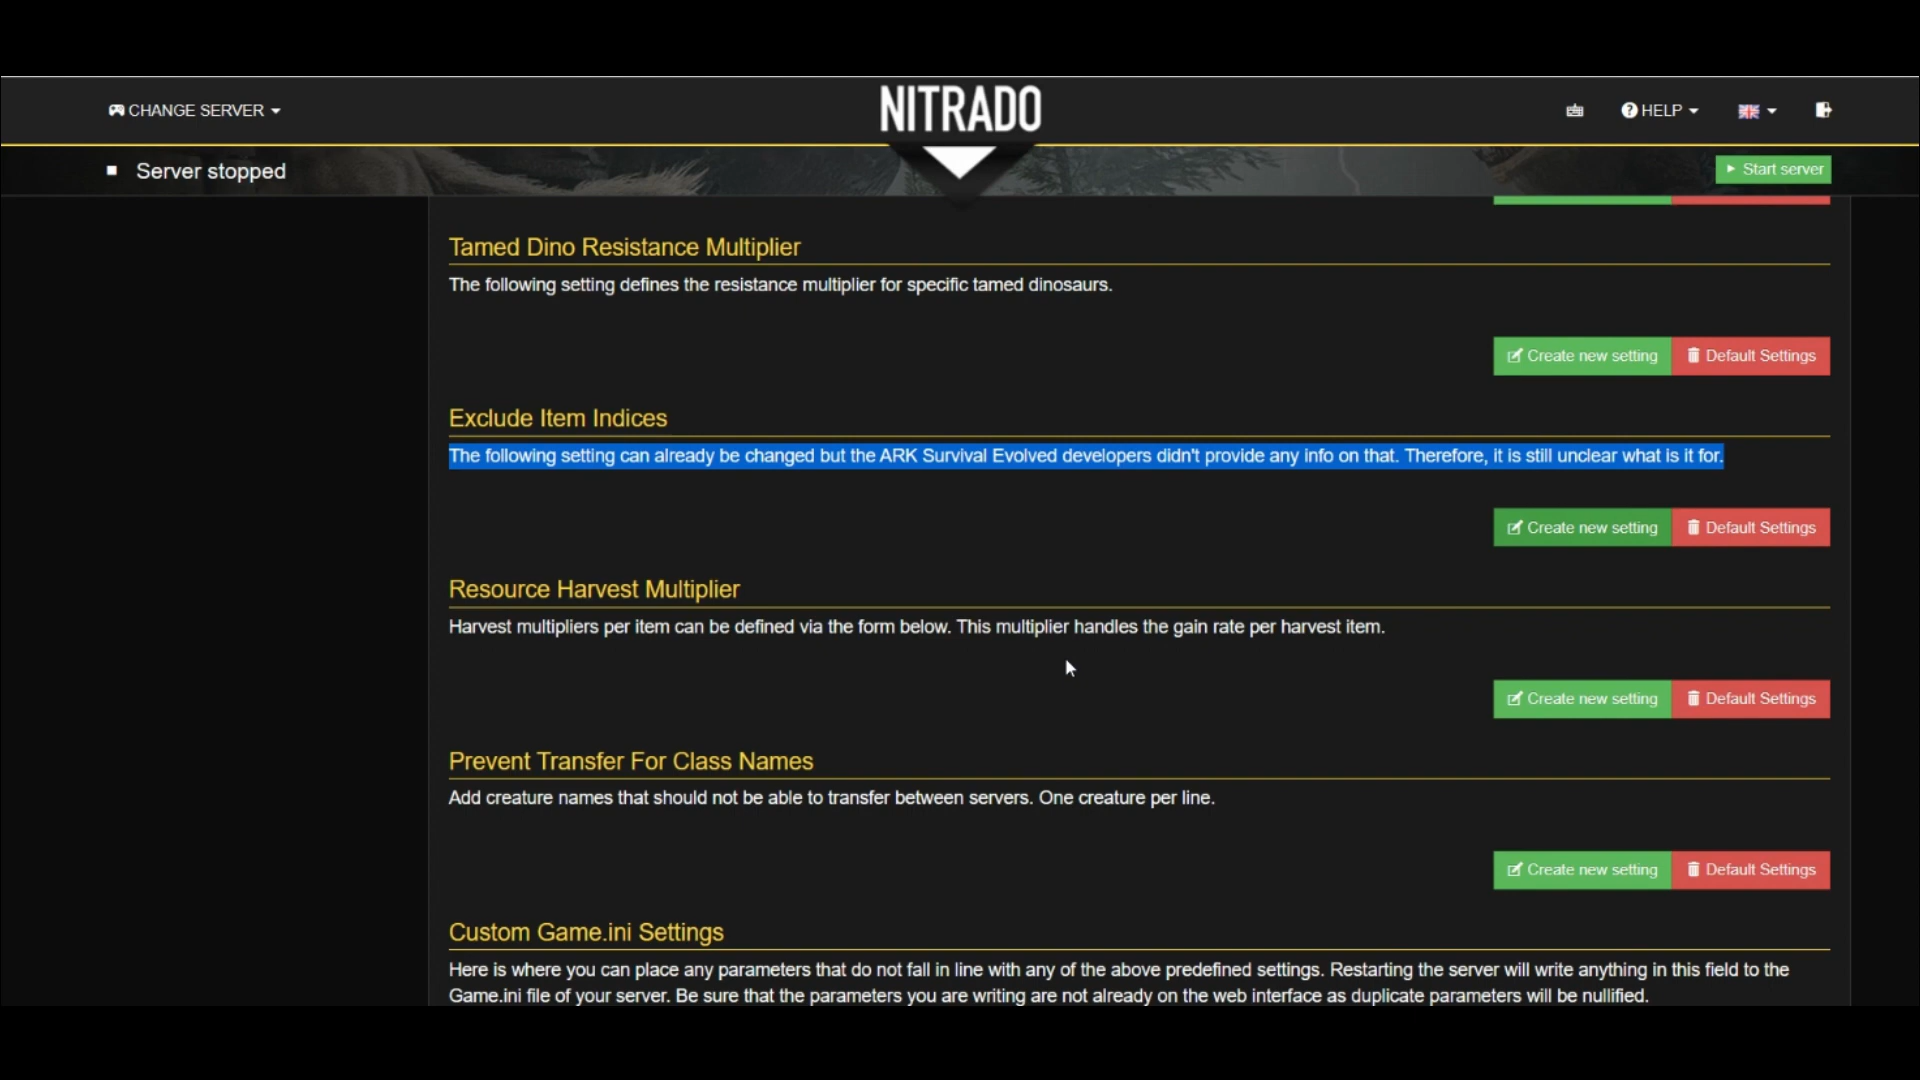 CHANGE SERVER
NITRADO
HELP
Server stopped
Start server
Tamed Dino Resistance Multiplier
The following setting defines the resistance multiplier for specific tamed dinosaurs.
Create new setting
Default Settings
Exclude Item Indices
The following setting can already be changed but the ARK Survival Evolved developers didn't provide any info on that. Therefore, it is still unclear what is it for.
Create new setting
Default Settings
Resource Harvest Multiplier
Harvest multipliers per item can be defined via the form below. This multiplier handles the gain rate per harvest item.
Create new setting
Default Settings
Prevent Transfer For Class Names
Add creature names that should not be able to transfer between servers. One creature per line.
Create new setting
Default Settings
Custom Game.ini Settings
Here is where you can place any parameters that do not fall in line with any of the above predefined settings. Restarting the server will write anything in this field to the
Game.ini file of your server. Be sure that the parameters you are writing are not already on the web interface as duplicate parameters will be nullified.